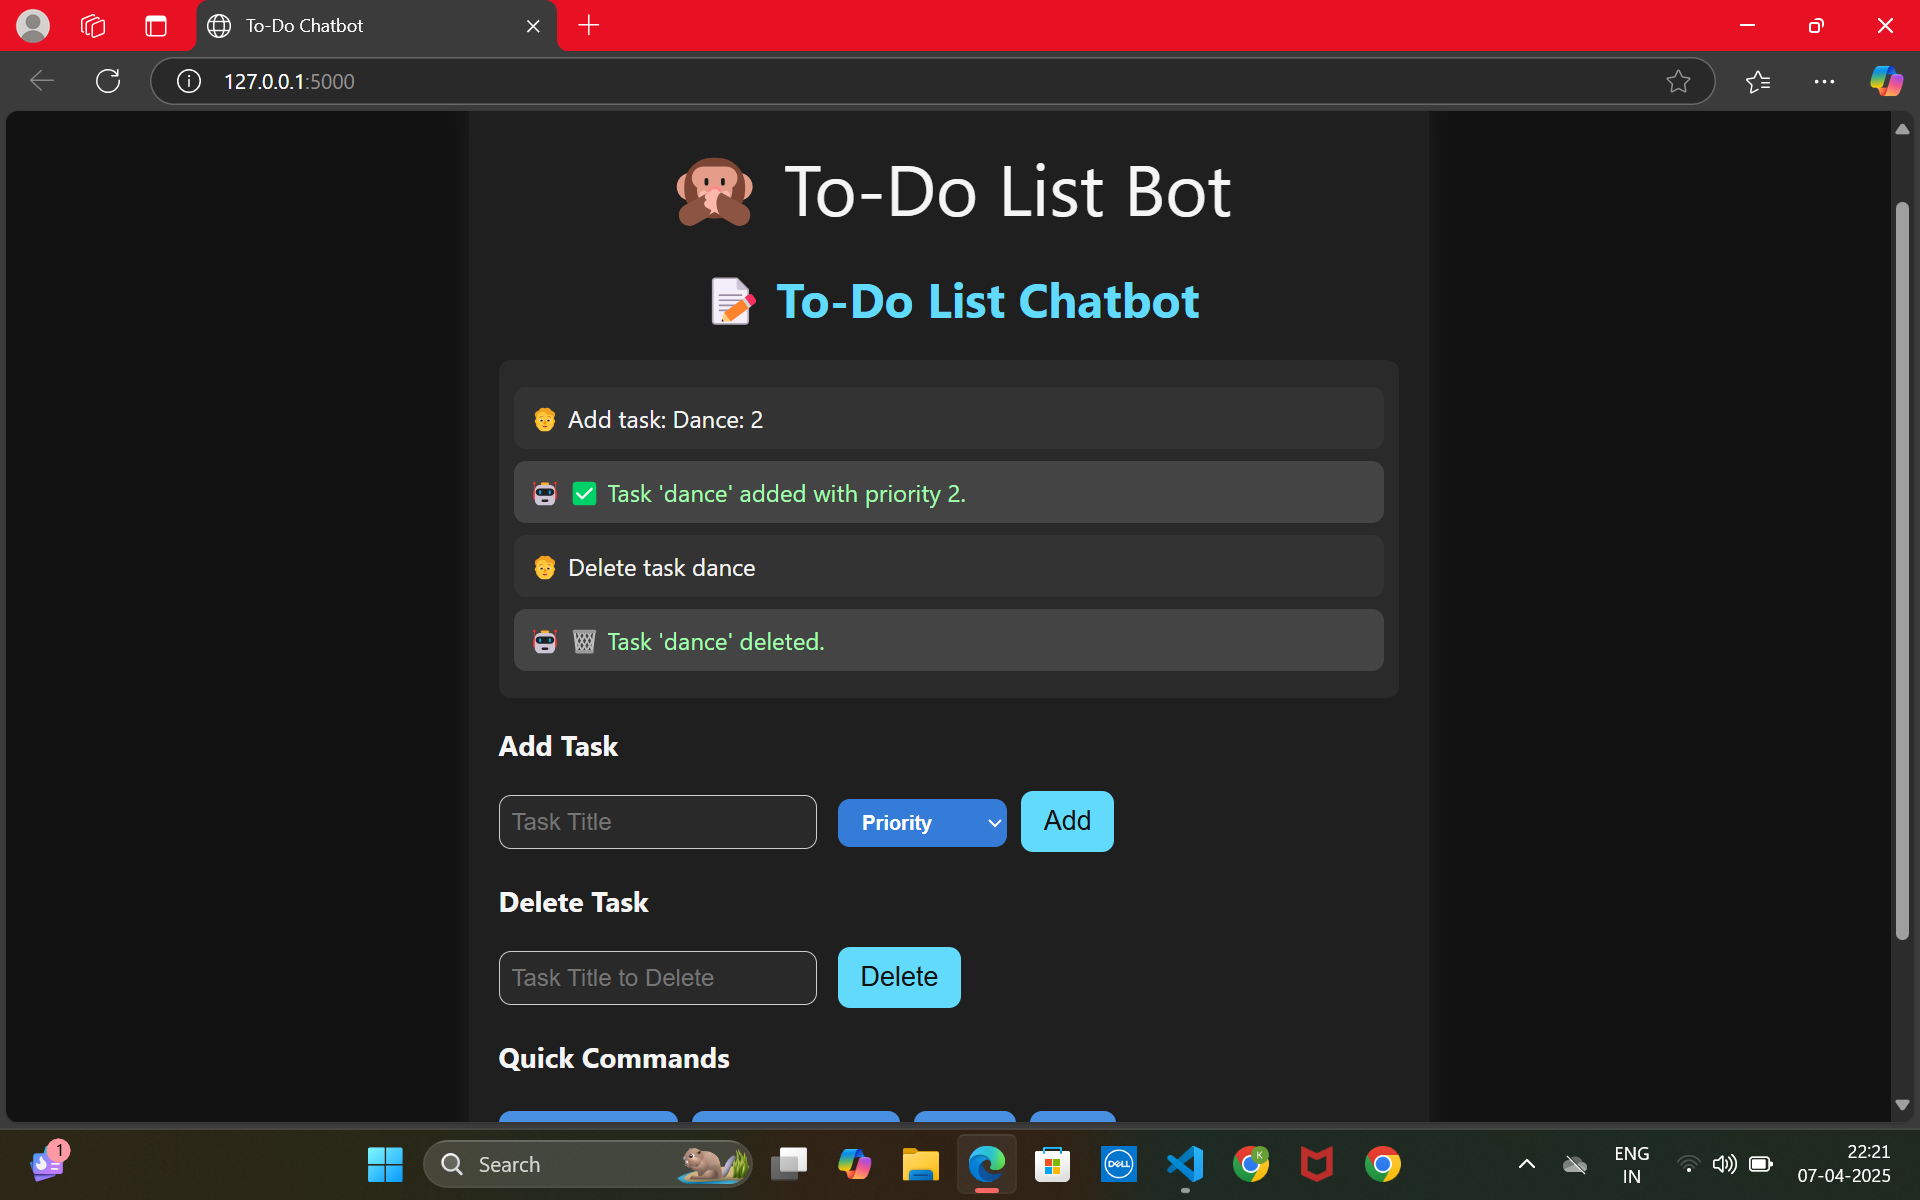 To-Do Chatbot
127.0.0.1:5000
To-Do List Bot
To-Do List Chatbot
Add task: Dance: 2
Task 'dance' added with priority 2.
Delete task dance
Task 'dance' deleted.
Add Task
Task Title
Priority
Add
Delete Task
Task Title to Delete
Delete
Quick Commands
1
Search
DELL
K
ENG
IN
22:21
07-04-2025